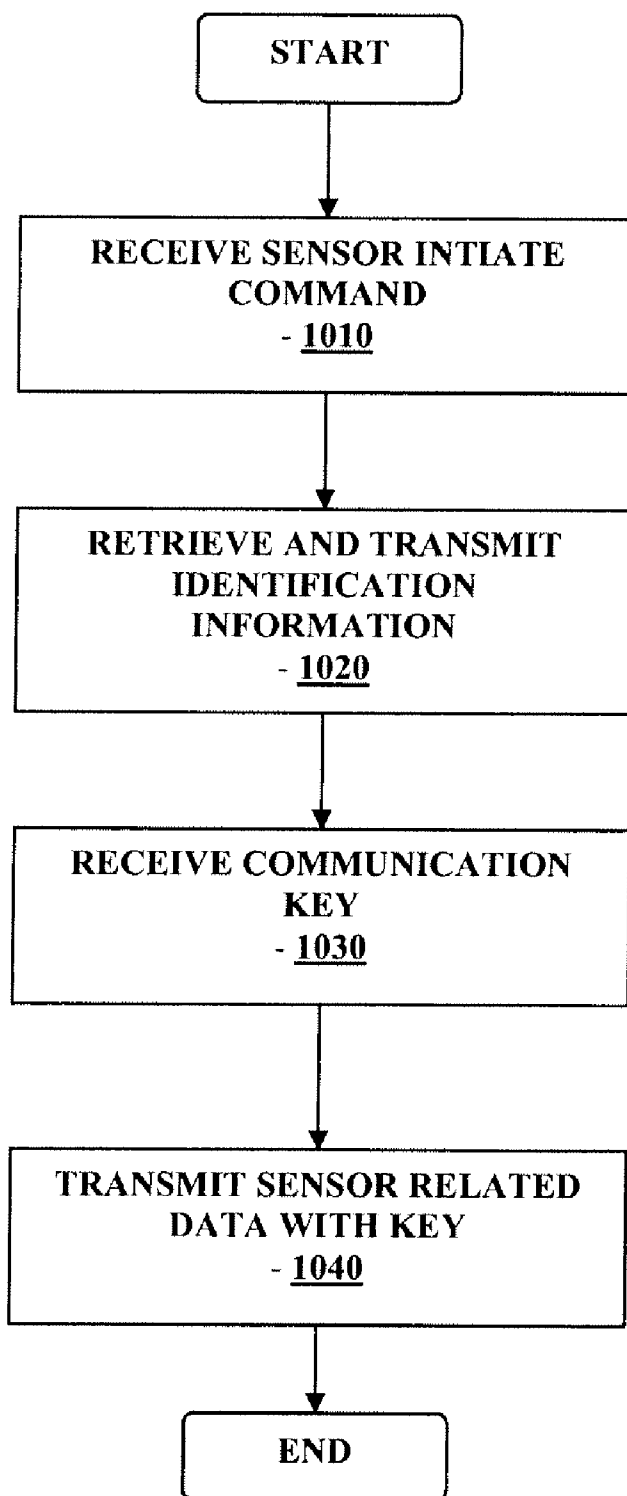 START
RECEIVE SENSOR INTIATE
COMMAND
- 1010
RETRIEVE AND TRANSMIT
IDENTIFICATION
INFORMATION
- 1020
RECEIVE COMMUNICATION
KEY
- 1030
TRANSMIT SENSOR RELATED
DATA WITH KEY
- 1040
END